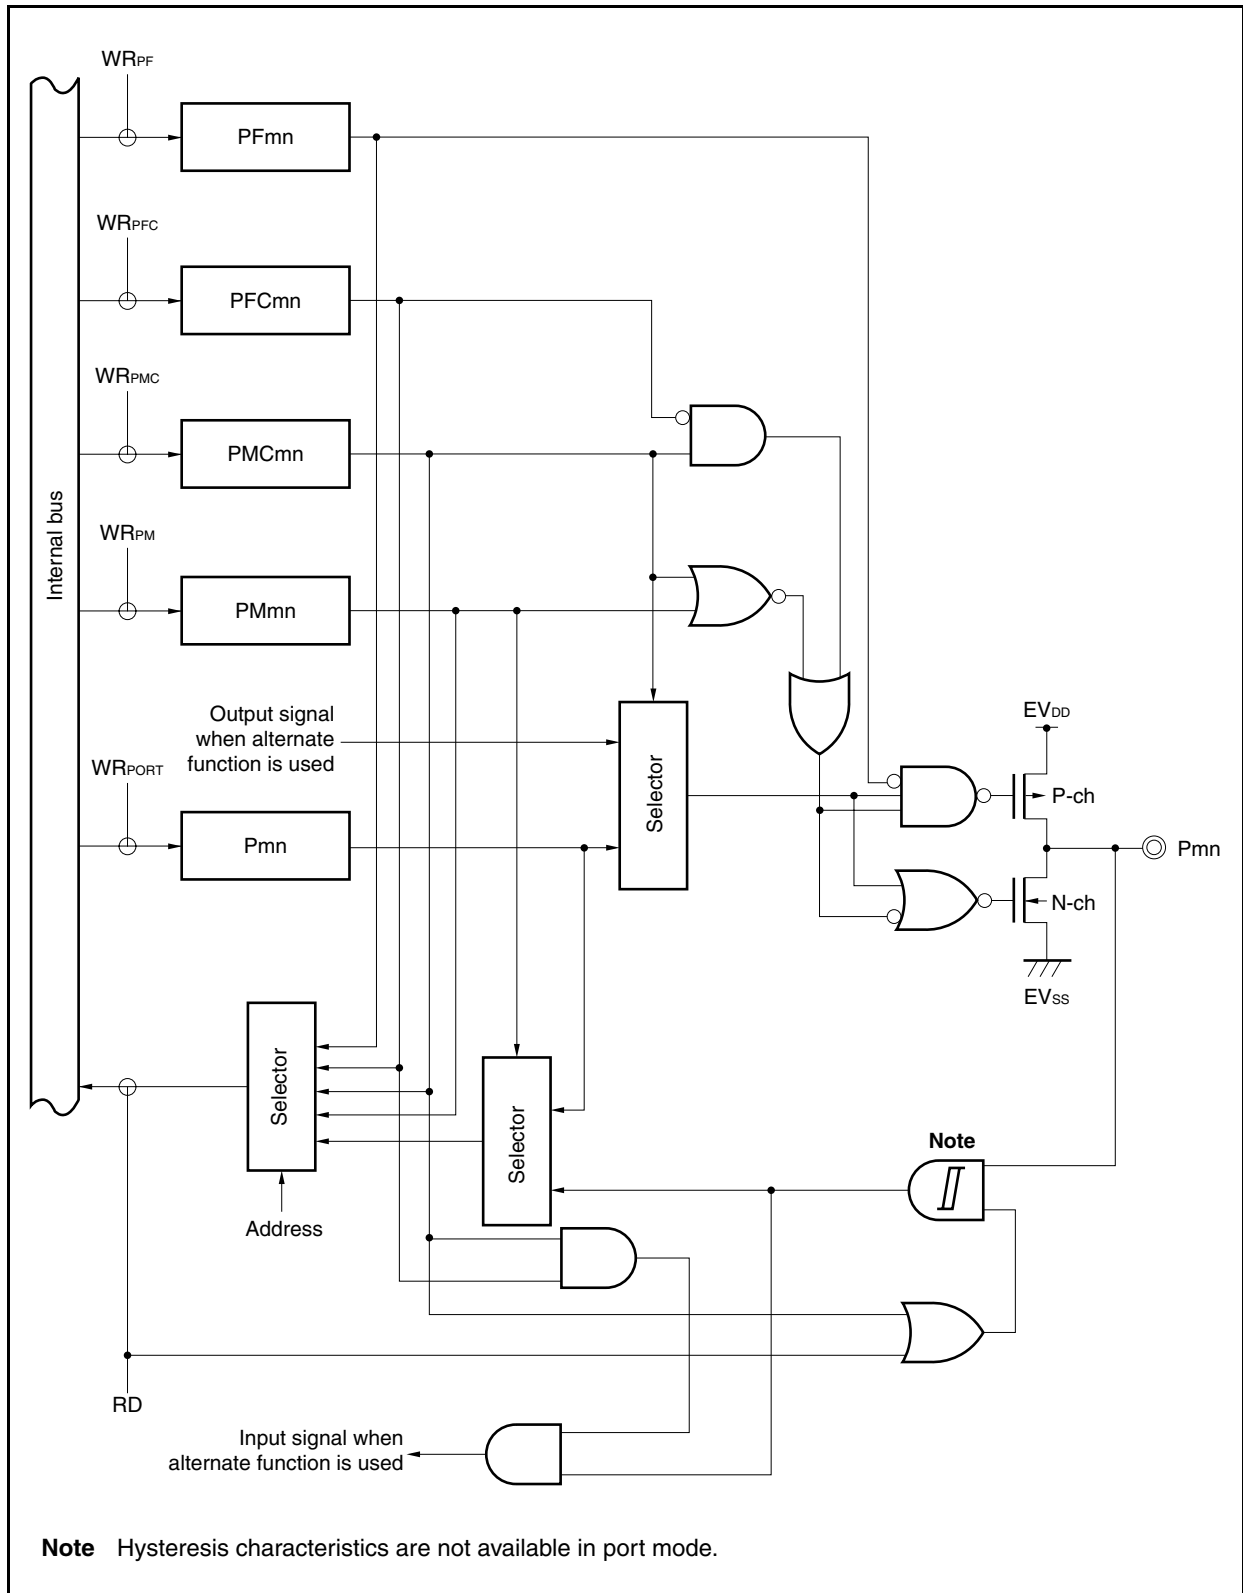 WRPF
PFmn
WRPFC
PFCmn
WRPMC
PMCmn
Internal bus
WRPM
PMmn
Output signal
when alternate
function is used
EVDD
WRPORT
Selector
P-ch
Pmn
Pmn
N-ch
EVSS
Selector
Selector
Note
Address
RD
Input signal when
alternate function is used
Note Hysteresis characteristics are not available in port mode.